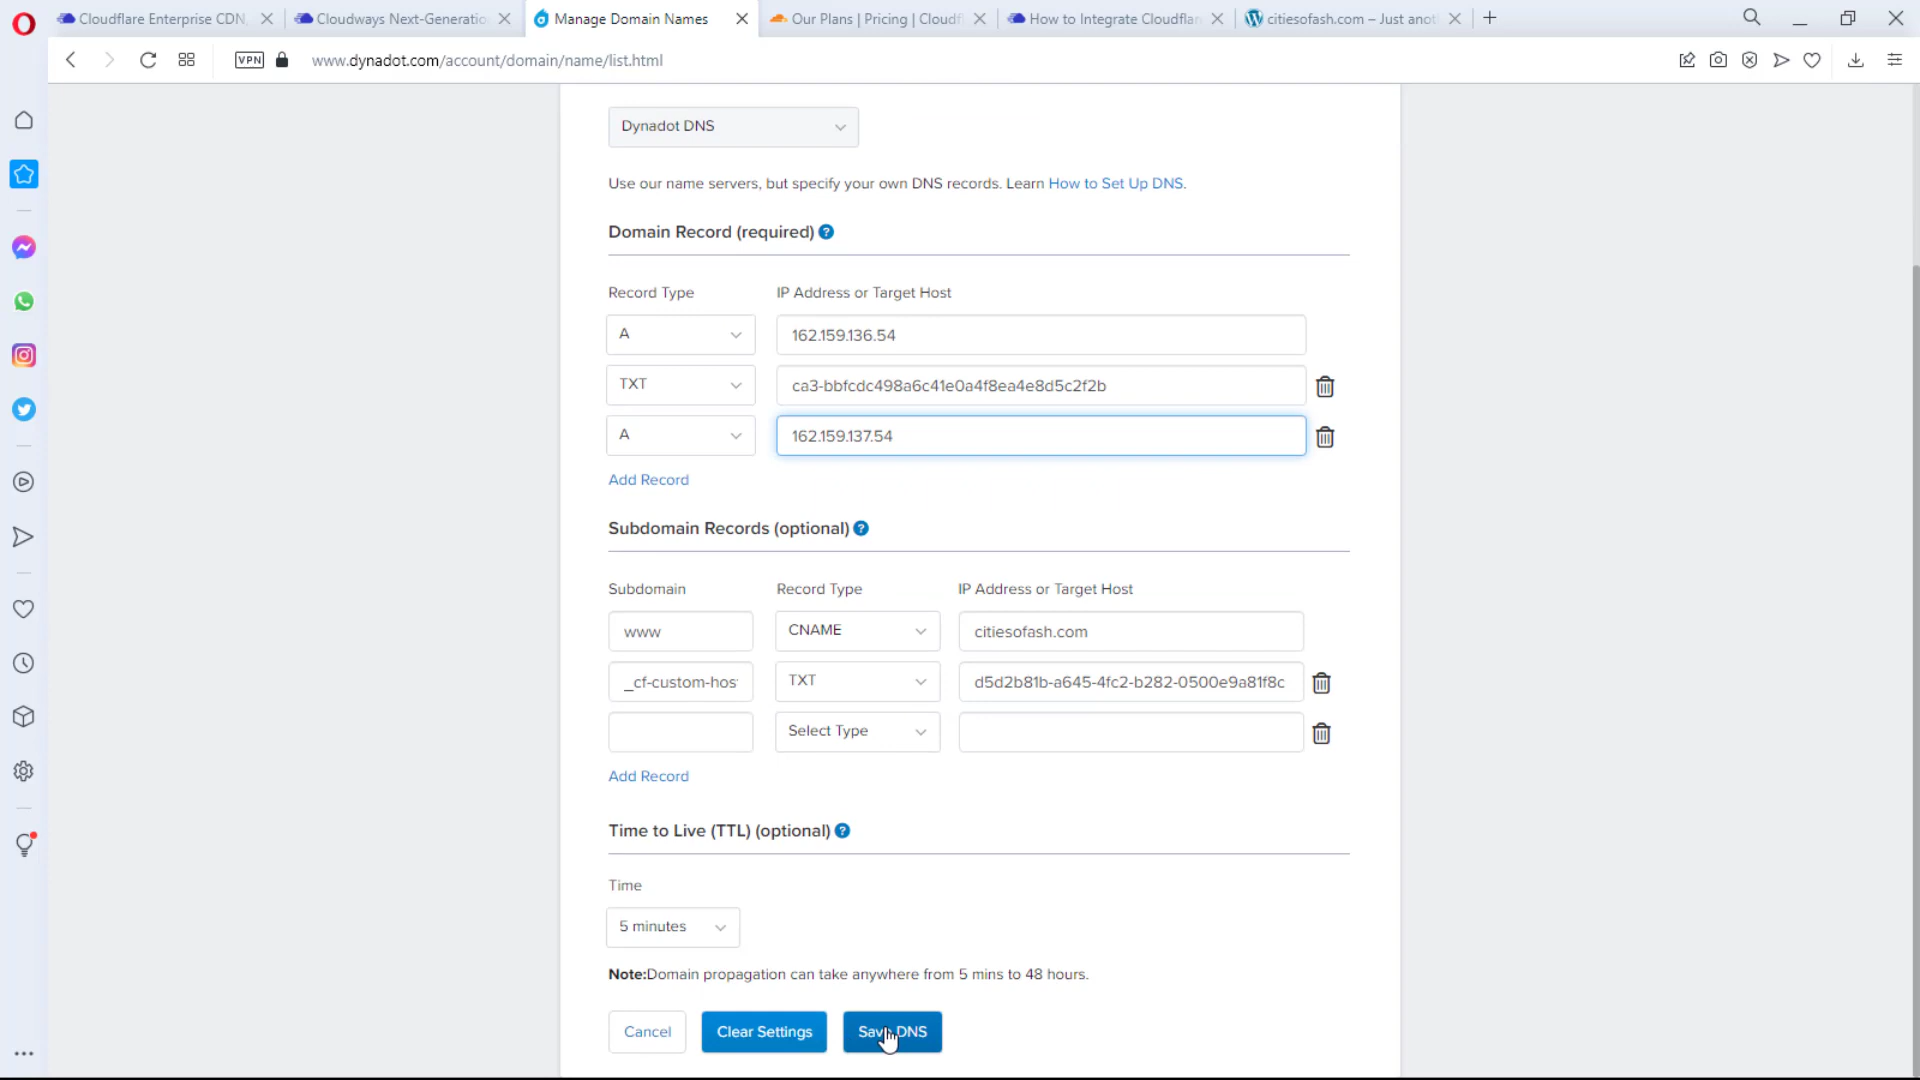 Cloudflare Enterprise CDN,
Cloudways Next-Generatio
Manage Domain Names
Our Plans | Pricing | Cloudf
How to Integrate Cloudflar
citiesofash.com – Just anot
VPN
www.dynadot.com/account/domain/name/list.html
Dynadot DNS
Use our name servers, but specify your own DNS records. Learn How to Set Up DNS.
Domain Record (required) ?
Record Type IP Address or Target Host
A 162.159.136.54
TXT ca3-bbfcdc498a6c41e0a4f8ea4e8d5c2f2b
A 162.159.137.54
Add Record
Subdomain Records (optional) ?
Subdomain Record Type IP Address or Target Host
www CNAME citiesofash.com
_cf-custom-hos TXT d5d2b81b-a645-4fc2-b282-0500e9a81f8c
Select Type
Add Record
Time to Live (TTL) (optional) ?
Time
5 minutes
Note:Domain propagation can take anywhere from 5 mins to 48 hours.
Cancel Clear Settings Save DNS